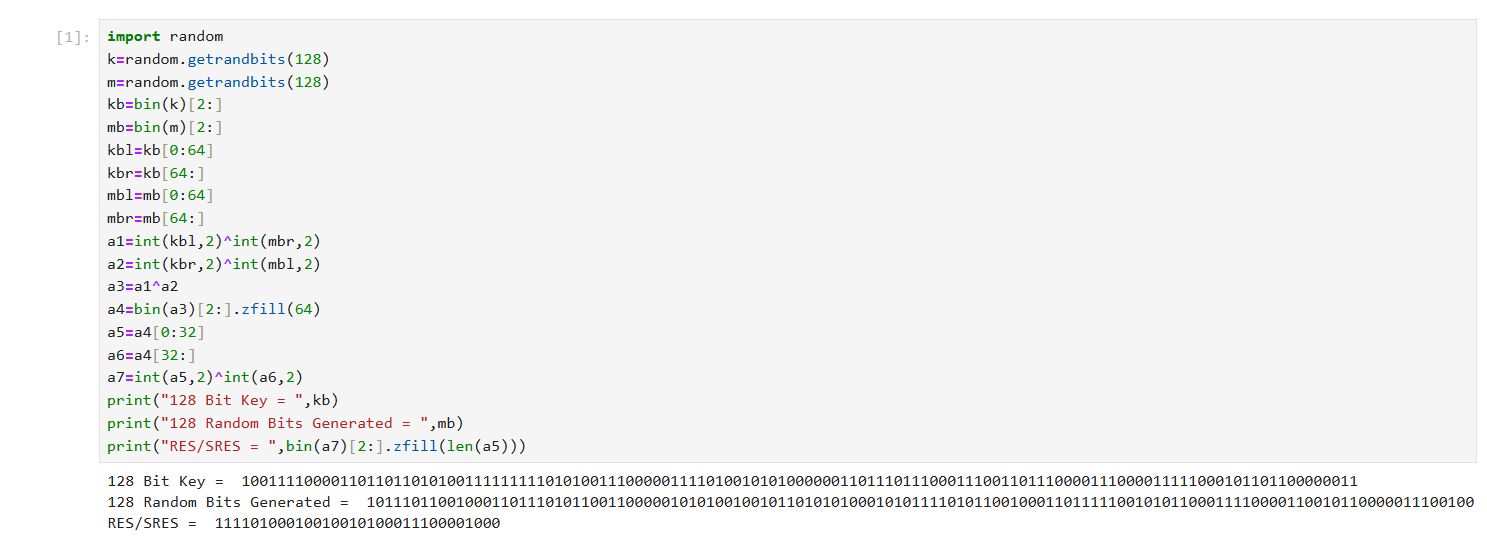 [1]:
import random
k=random.getrandbits(128)
m=random.getrandbits(128)
kb=bin(k)[2:]
mb=bin(m)[2:]
kbl=kb[0:64]
kbr=kb[64:]
mbl=mb[0:64]
mbr=mb[64:]
a1=int(kbl,2)^int(mbr,2)
a2=int(kbr,2)^int(mbl,2)
a3=a1^a2
a4=bin(a3)[2:].zfill(64)
a5=a4[0:32]
a6=a4[32:]
a7=int(a5,2)^int(a6,2)
print("128 Bit Key = ",kb)
print("128 Random Bits Generated = ",mb)
print("RES/SRES = ",bin(a7)[2:].zfill(len(a5)))
128 Bit Key =
128 Random Bits Generated =
RES/SRES =  11110100010010010100011100001000